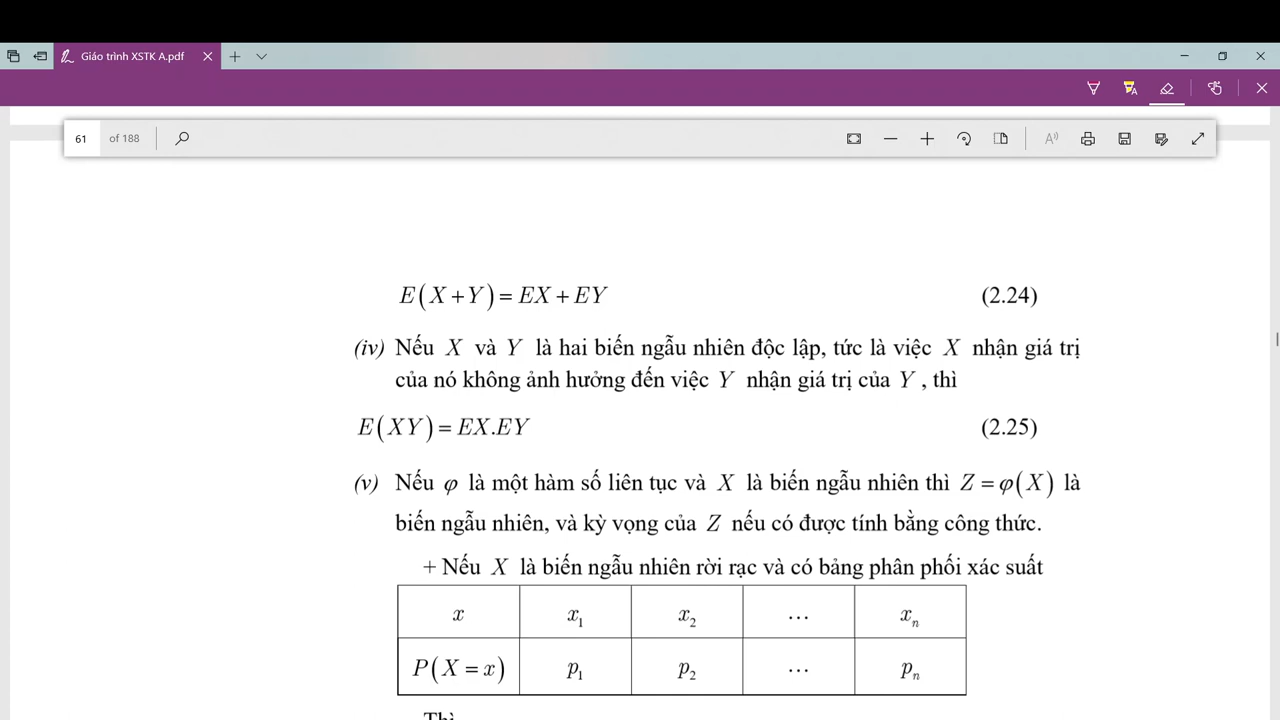 Giáo trình XSTK A.pdf
61 of 188
E(X+Y)=EX+EY (2.24)
(iv) Nếu X và Y là hai biến ngẫu nhiên độc lập, tức là việc X nhận giá trị
của nó không ảnh hưởng đến việc Y nhận giá trị của Y , thì
E(XY)=EX.EY (2.25)
(v) Nếu φ là một hàm số liên tục và X là biến ngẫu nhiên thì Z=φ(X) là
biến ngẫu nhiên, và kỳ vọng của Z nếu có được tính bằng công thức.
+ Nếu X là biến ngẫu nhiên rời rạc và có bảng phân phối xác suất
x x₁ x₂ … xₙ
P(X=x) p₁ p₂ … pₙ
Thì